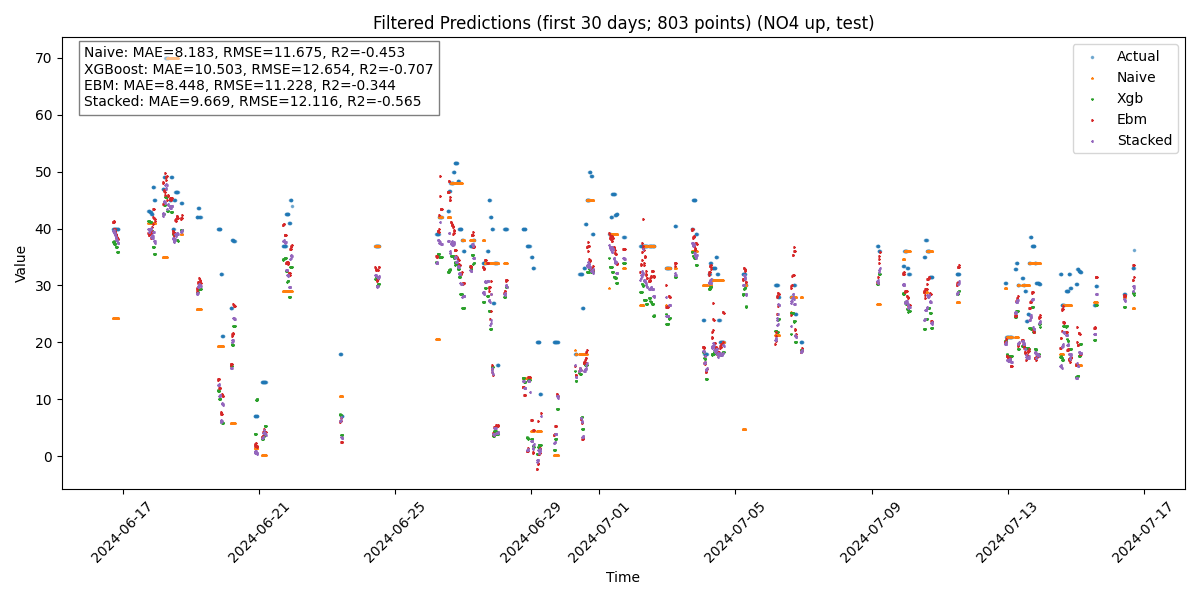 Filtered Predictions (first 30 days; 803 points) (NO4 up, test)
Naive: MAE=8.183, RMSE=11.675, R2=-0.453
XGBoost: MAE=10.503, RMSE=12.654, R2=-0.707
EBM: MAE=8.448, RMSE=11.228, R2=-0.344
Stacked: MAE=9.669, RMSE=12.116, R2=-0.565
Actual
Naive
Xgb
Ebm
Stacked
Value
70
60
50
40
30
20
10
0
2024-06-17
2024-06-21
2024-06-25
2024-06-29
2024-07-01
2024-07-05
2024-07-09
2024-07-13
2024-07-17
Time